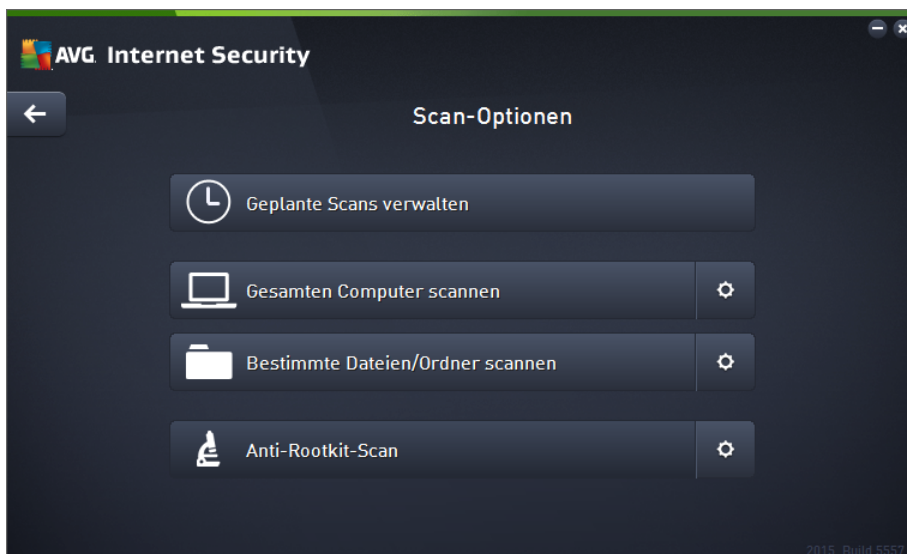 AVG. Internet Security
Scan-Optionen
Geplante Scans verwalten
Gesamten Computer scannen
Bestimmte Dateien/Ordner scannen
Anti-Rootkit-Scan
2015 Build 5557